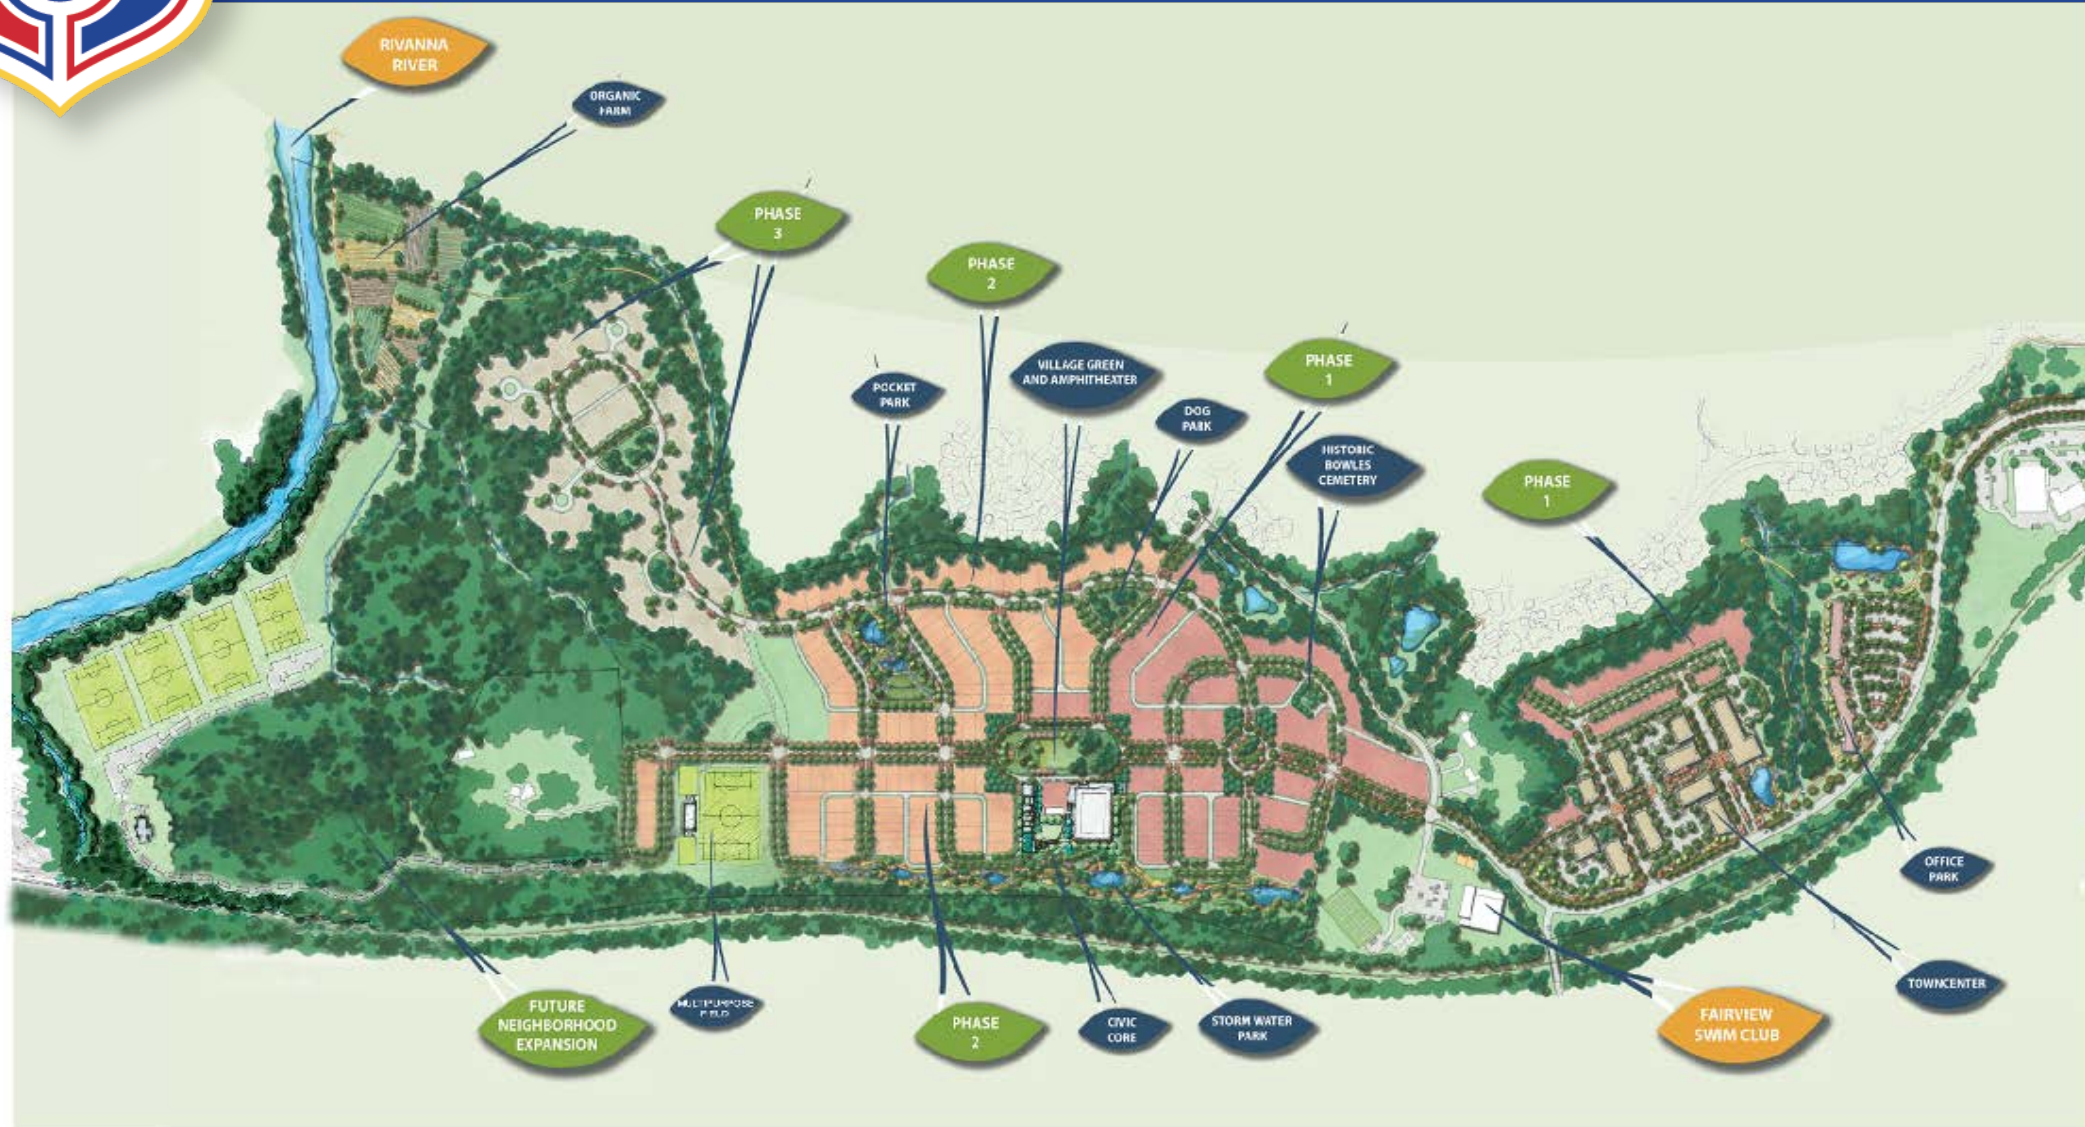 RIVANNA
RIVER
ORGANIC
FARM
PHASE
3
PHASE
2
VILLAGE GREEN
AND AMPHITHEATER
PHASE
1
POCKET
PARK
DOG
PARK
HISTORIC
BOWLES
CEMETERY
PHASE
1
OFFICE
PARK
TOWNCENTER
FUTURE
NEIGHBORHOOD
EXPANSION
MULTIPURPOSE
FIELD
PHASE
2
CIVIC
CORE
STORM WATER
PARK
FAIRVIEW
SWIM CLUB